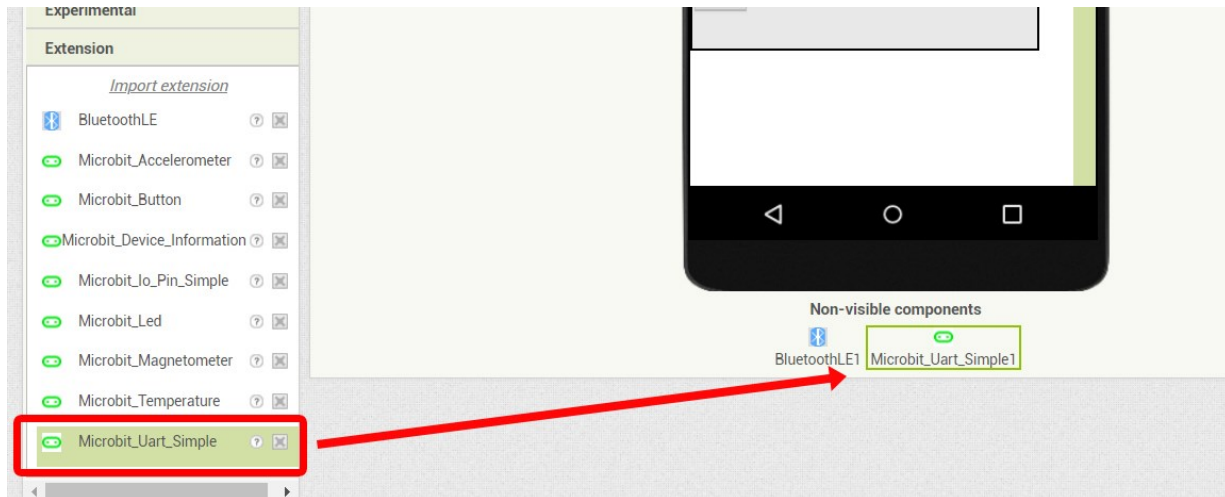 Experimental
Extension
Import extension
BluetoothLE
Microbit_Accelerometer
Microbit_Button
Microbit_Device_Information
Microbit_Io_Pin_Simple
Microbit_Led
Microbit_Magnetometer
Microbit_Temperature
Microbit_Uart_Simple
Non-visible components
BluetoothLE1
Microbit_Uart_Simple1